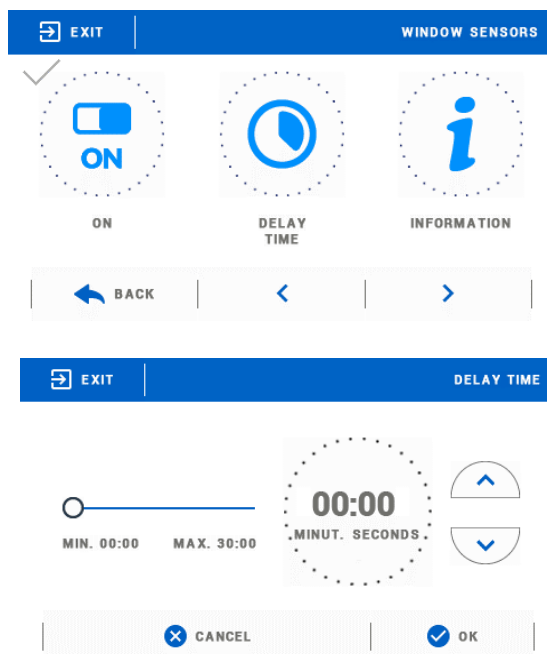 EXIT WINDOW SENSORS
ON
ON DELAY TIME INFORMATION
BACK
EXIT DELAY TIME
00:00
MINUT. SECONDS
MIN. 00:00 MAX. 30:00
CANCEL OK